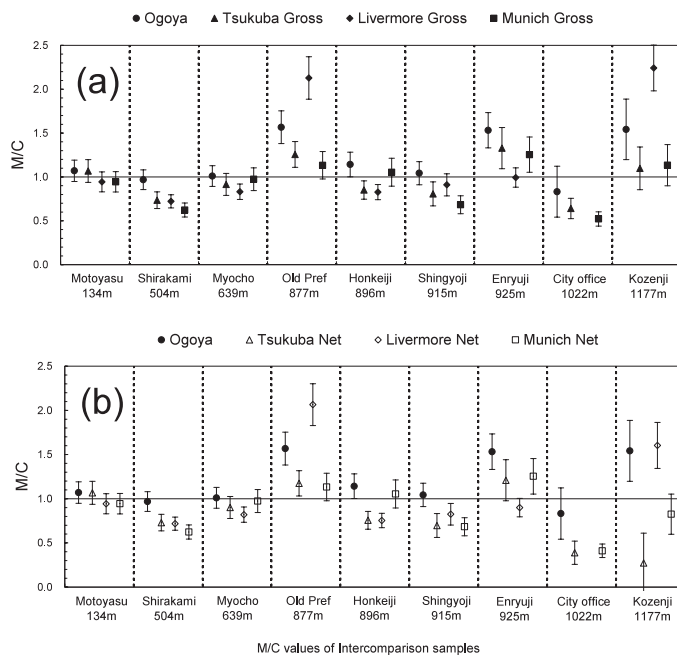 Ogoya Tsukuba Gross Livermore Gross Munich Gross
(a)
M/C
2.5
2.0
1.5
1.0
0.5
0.0
Motoyasu Shirakami Myocho Old Pref Honkeiji Shingyoji Enryuji City office Kozenji
134m 504m 639m 877m 896m 915m 925m 1022m 1177m
Ogoya Tsukuba Net Livermore Net Munich Net
(b)
M/C
2.5
2.0
1.5
1.0
0.5
0.0
Motoyasu Shirakami Myocho Old Pref Honkeiji Shingyoji Enryuji City office Kozenji
134m 504m 639m 877m 896m 915m 925m 1022m 1177m
M/C values of Intercomparison samples